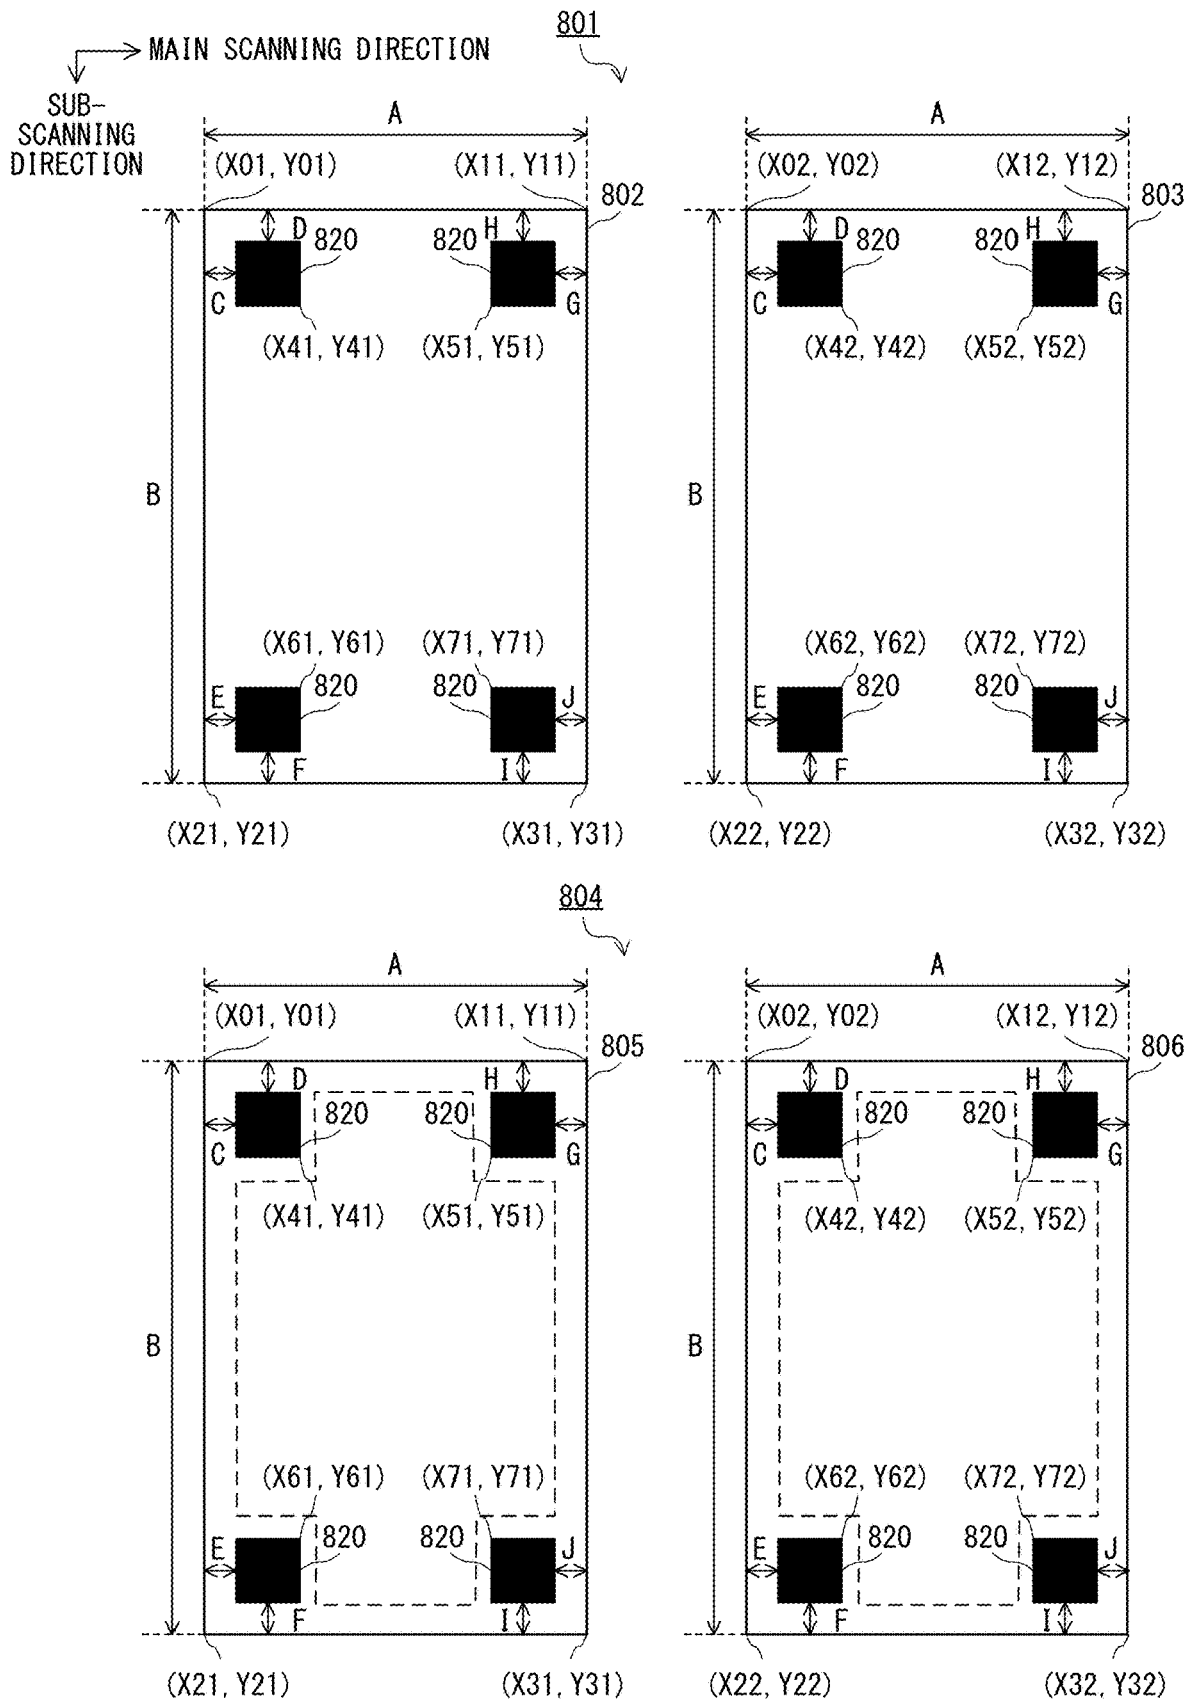 801
MAIN SCANNING DIRECTION
SUB-
SCANNING
DIRECTION
A A
(X01, Y01) (X11, Y11) (X02, Y02) (X12, Y12)
802 803
D H D H
820 820 820 820
C G C G
(X41, Y41) (X51, Y51) (X42, Y42) (X52, Y52)
B B
(X61, Y61) (X71, Y71) (X62, Y62) (X72, Y72)
E 820 820 J E 820 820 J
F I F I
(X21, Y21) (X31, Y31) (X22, Y22) (X32, Y32)
804
A A
(X01, Y01) (X11, Y11) (X02, Y02) (X12, Y12)
805 806
D H D H
820 820 820 820
C G C G
(X41, Y41) (X51, Y51) (X42, Y42) (X52, Y52)
B B
(X61, Y61) (X71, Y71) (X62, Y62) (X72, Y72)
E 820 820 J E 820 820 J
F I F I
(X21, Y21) (X31, Y31) (X22, Y22) (X32, Y32)